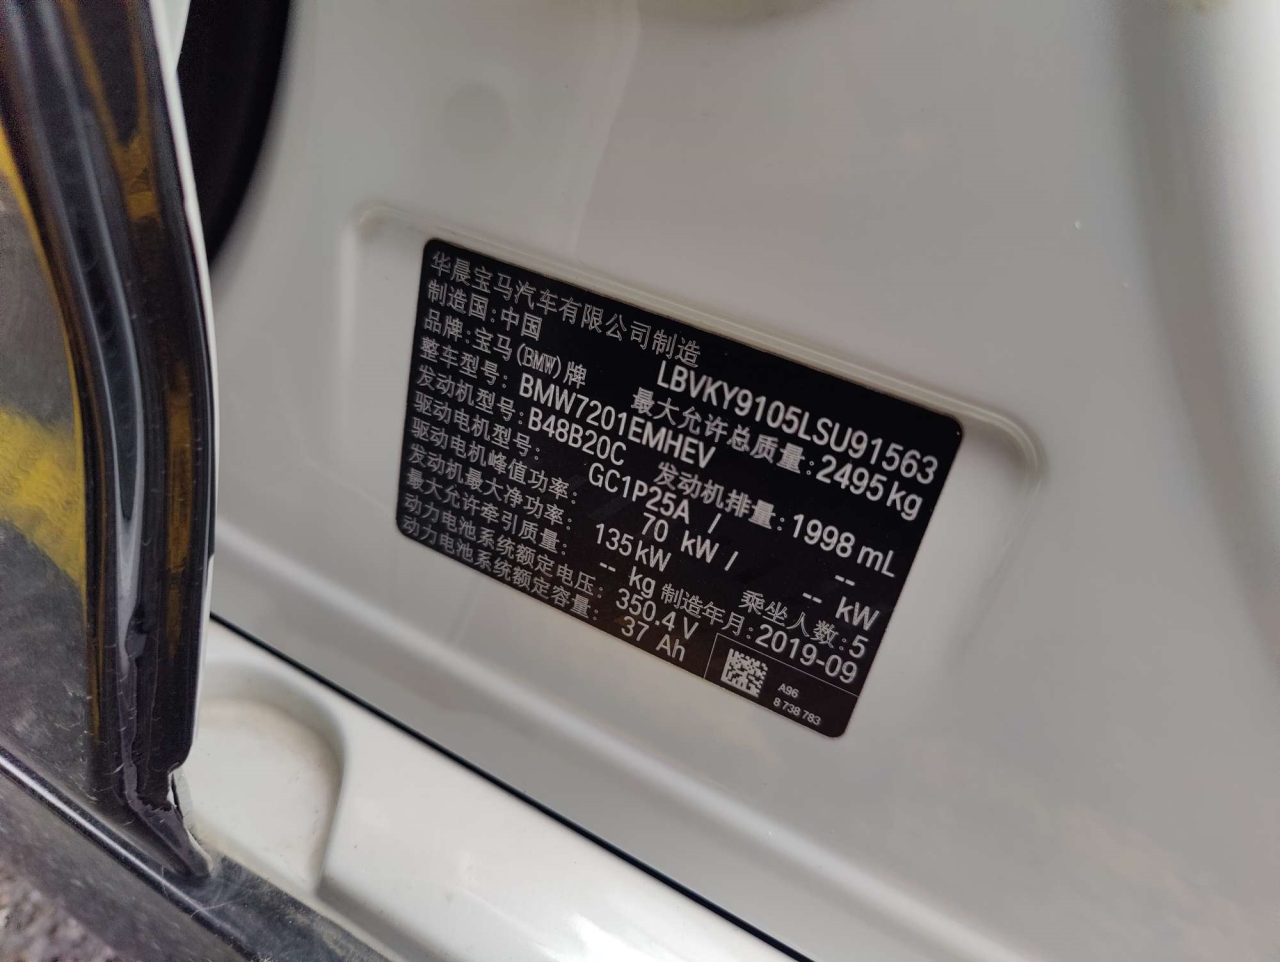 华晨宝马汽车有限公司制造
制造国:中国 LBVKY9105LSU91563
品牌:宝马(BMW)牌 最大允许总质量:2495kg
整车型号: BMW7201EMHEV
发动机型号: B48B20C 发动机排量:1998 mL
驱动电机型号: GC1P25A / --
驱动电机峰值功率: 70 kW / -- kW
发动机最大净功率: 135kW 乘坐人数:5
最大允许牵引质量: -- kg 制造年月:2019-09
动力电池系统额定电压: 350.4V
动力电池系统额定容量: 37 Ah
A96
8 738 783